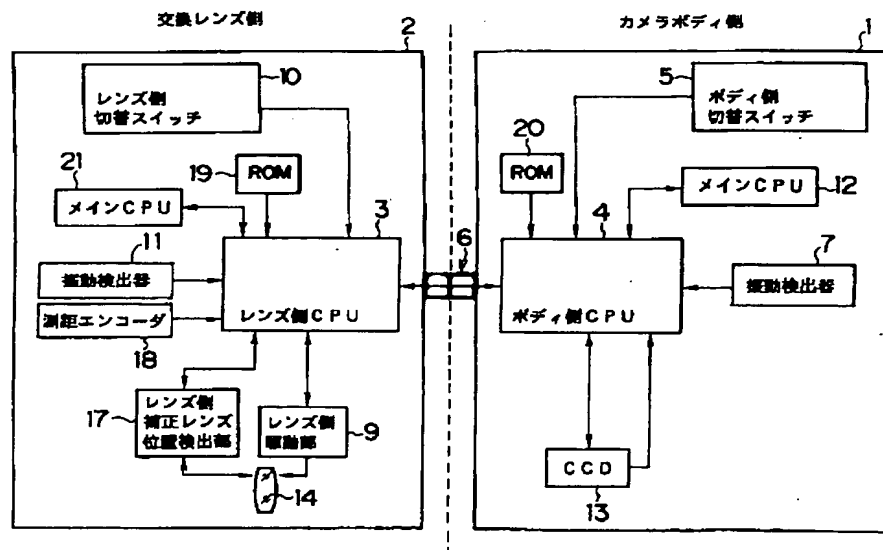 交換レンズ側
2
10
レンズ側
切替スイッチ
21
メインCPU
19
ROM
3
レンズ側CPU
11
振動検出器
測距エンコーダ
18
17
レンズ側
補正レンズ
位置検出部
レンズ側
駆動部
9
14
6
カメラボディ側
1
5
ボディ側
切替スイッチ
20
ROM
メインCPU
12
4
ボディ側CPU
7
振動検出器
CCD
13